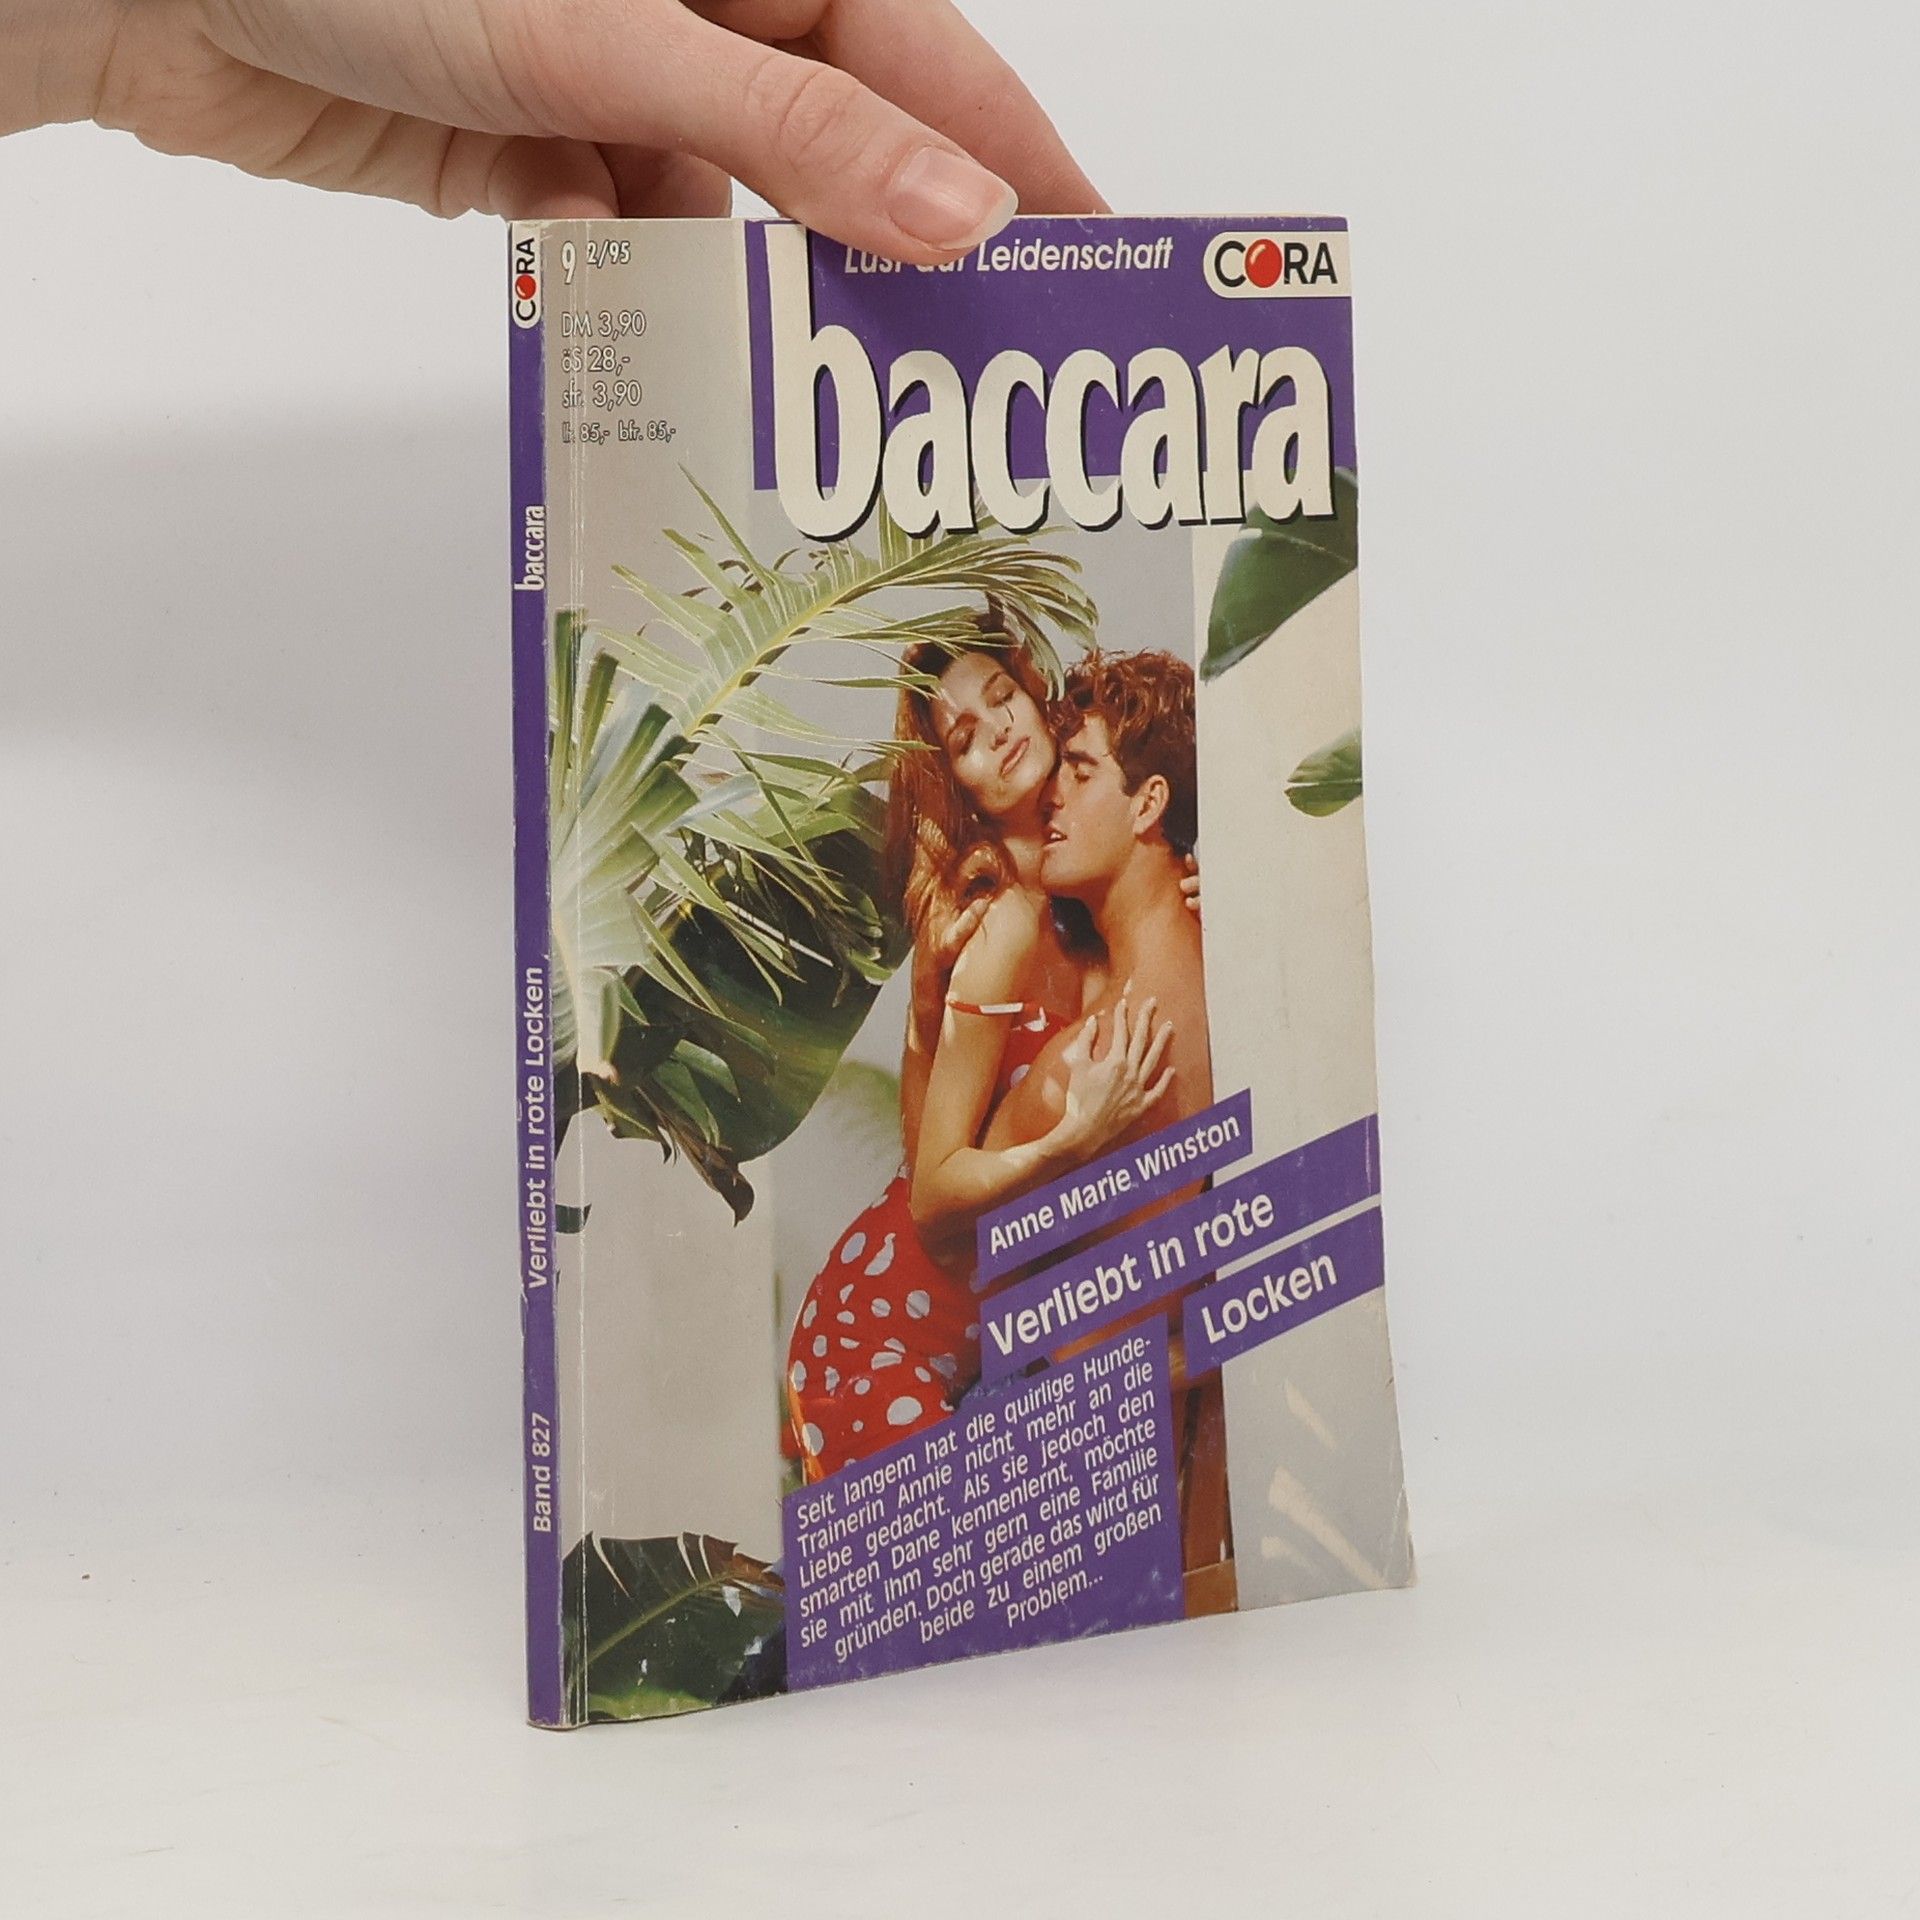 CORA
baccara
Verliebt in rote Locken
Band 827
9 2/95
DM 3,90
öS 28,-
sfr. 3,90
lfr. 85,- bfr. 85,-
Lust auf Leidenschaft
CORA
baccara
Anne Marie Winston
Verliebt in rote
Locken
Seit langem hat die quirlige Hunde-
Trainerin Annie nicht mehr an die
Liebe gedacht. Als sie jedoch den
smarten Dane kennenlernt, möchte
sie mit ihm sehr gern eine Familie
gründen. Doch gerade das wird für
beide zu einem großen
Problem...